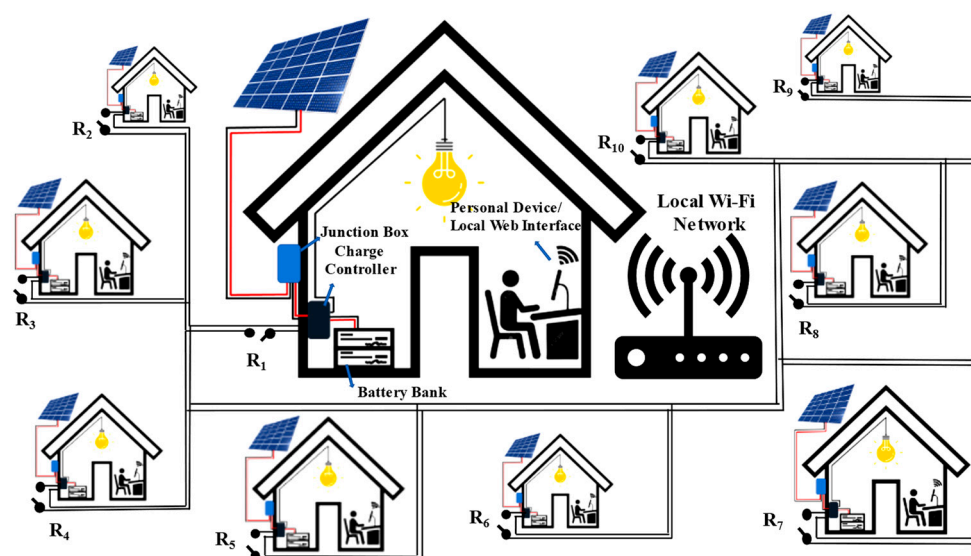 R2
R3
R4
R1
Junction Box
Charge
Controller
Battery Bank
Personal Device/
Local Web Interface
Local Wi-Fi
Network
R10
R9
R8
R5
R6
R7